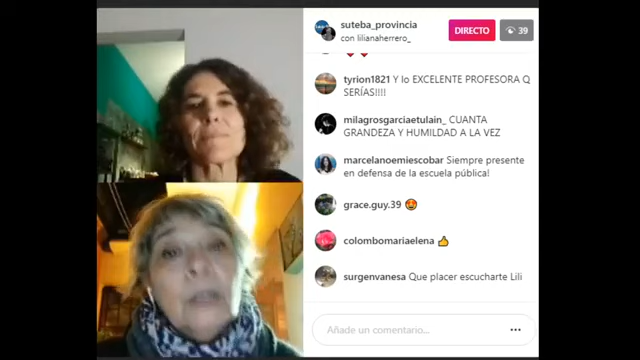 suteba_provincia
con lilianaherrero_
DIRECTO
39
tyrion1821 Y lo EXCELENTE PROFESORA Q
SERÍAS!!!!
milagrosgarciaetulain_ CUANTA
GRANDEZA Y HUMILDAD A LA VEZ
marcelanoemiescobar Siempre presente
en defensa de la escuela pública!
grace.guy.39 😍
colombomariaelena 👍
surgenvanesa Que placer escucharte Lili
Añade un comentario...